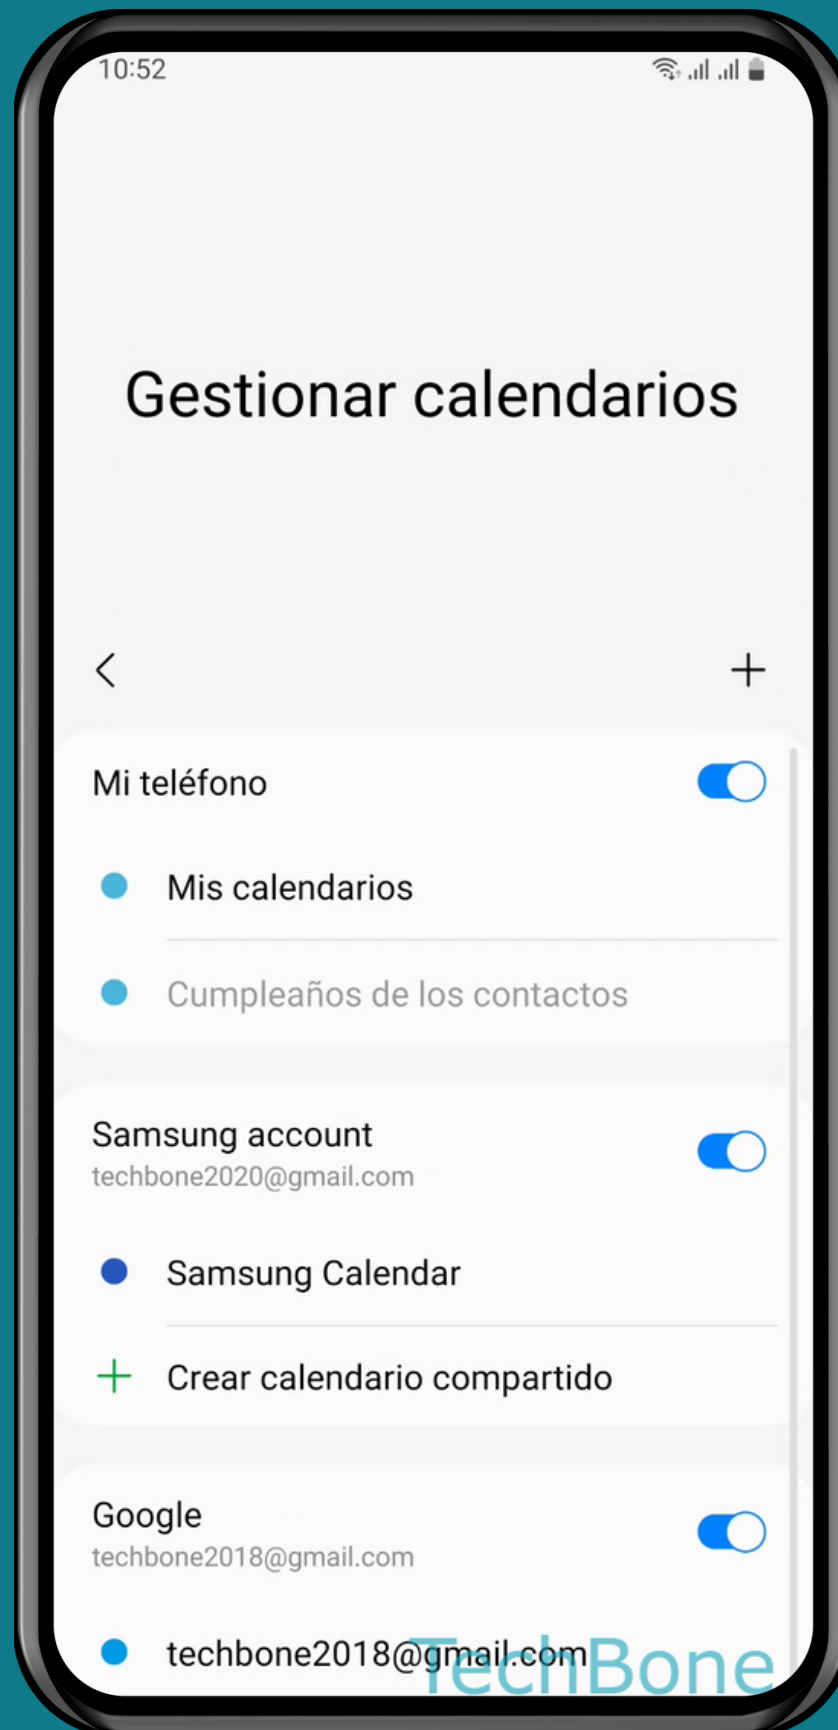 10:52
Gestionar calendarios
Mi teléfono
Mis calendarios
Cumpleaños de los contactos
Samsung account
techbone2020@gmail.com
Samsung Calendar
Crear calendario compartido
Google
techbone2018@gmail.com
techbone2018@gmail.com
TechBone